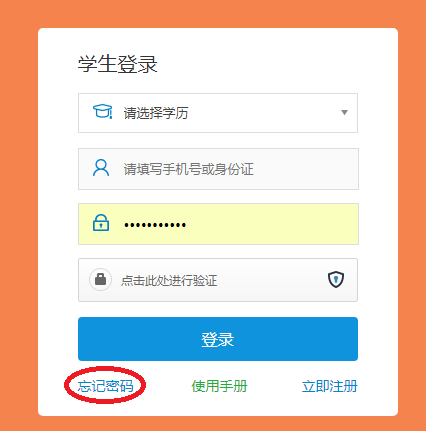 学生登录
请选择学历
请填写手机号或身份证
•••••••••••
点击此处进行验证
登录
忘记密码 使用手册 立即注册